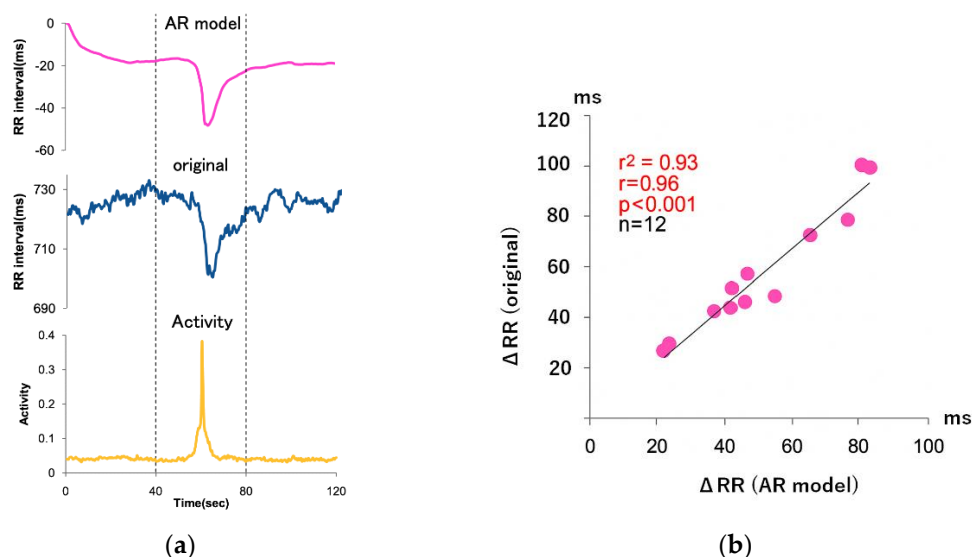 AR model
RR interval(ms)
0
-20
-40
-60
original
RR interval(ms)
730
710
690
Activity
Activity
0.4
0.3
0.2
0.1
0
0
40
80
120
Time(sec)
(a)
ms
120
100
80
60
40
20
r² = 0.93
r=0.96
p<0.001
n=12
Δ RR (original)
ms
0
20
40
60
80
100
Δ RR (AR model)
(b)